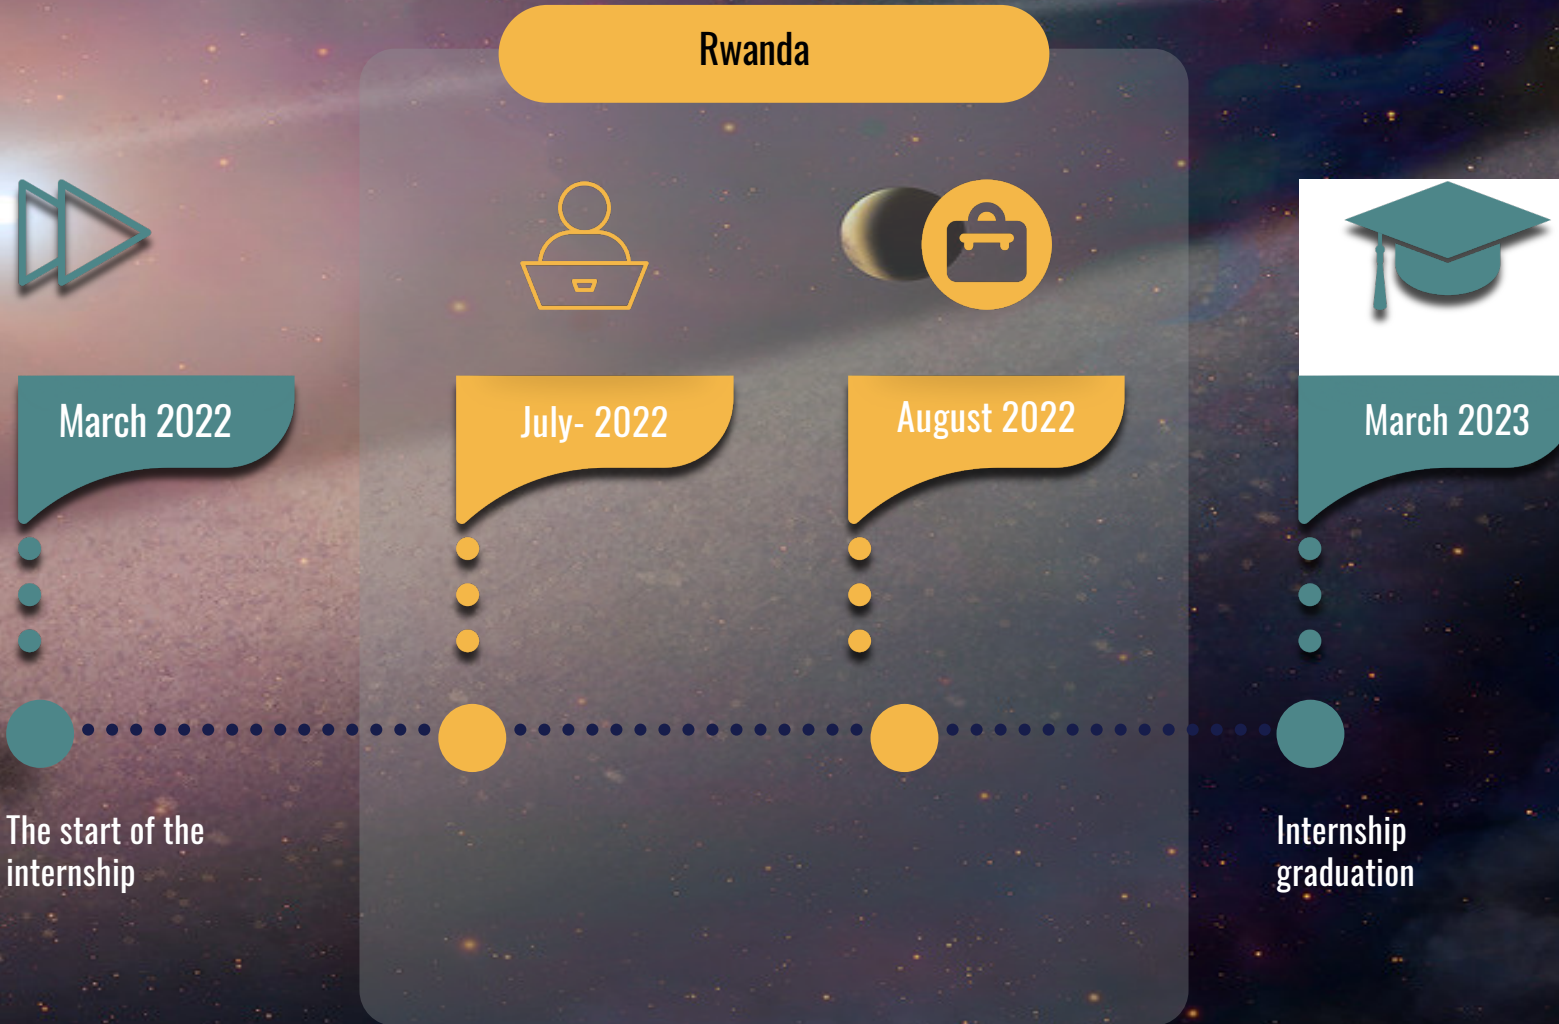 Rwanda
March 2022
July- 2022
August 2022
March 2023
The start of the
internship
Internship
graduation